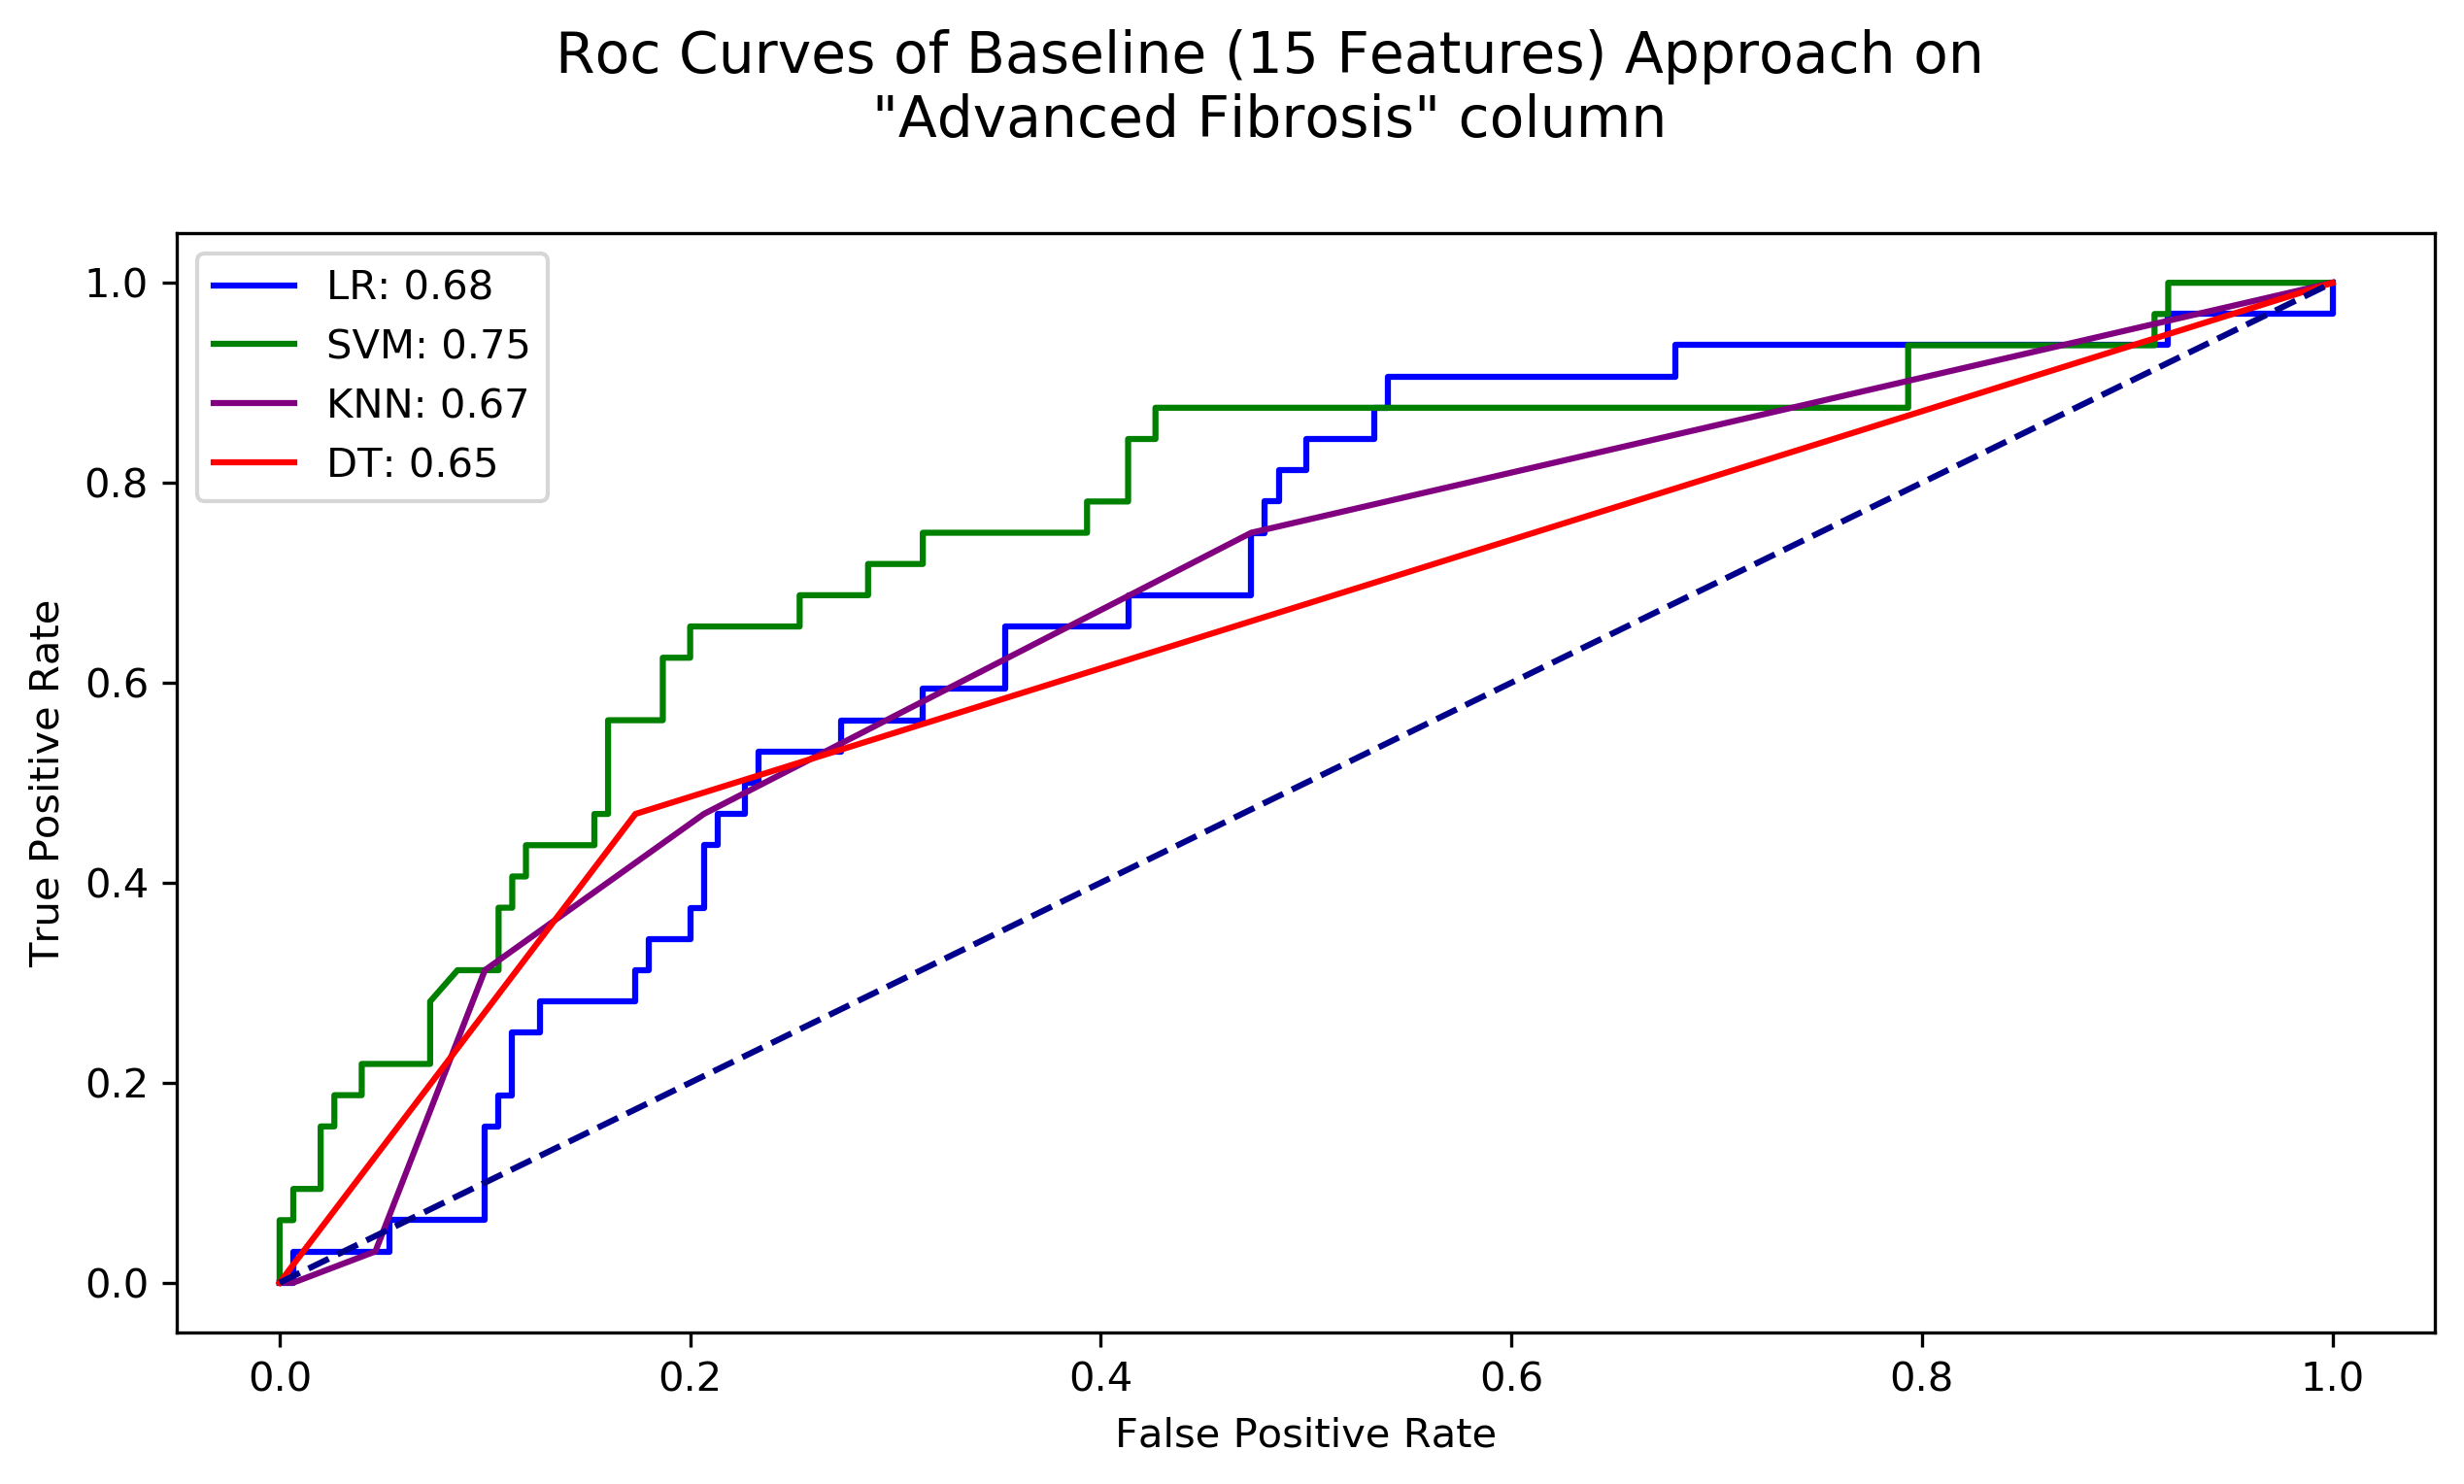 Roc Curves of Baseline (15 Features) Approach on
"Advanced Fibrosis" column
LR: 0.68
SVM: 0.75
KNN: 0.67
DT: 0.65
True Positive Rate
1.0
0.8
0.6
0.4
0.2
0.0
0.0 0.2 0.4 0.6 0.8 1.0
False Positive Rate